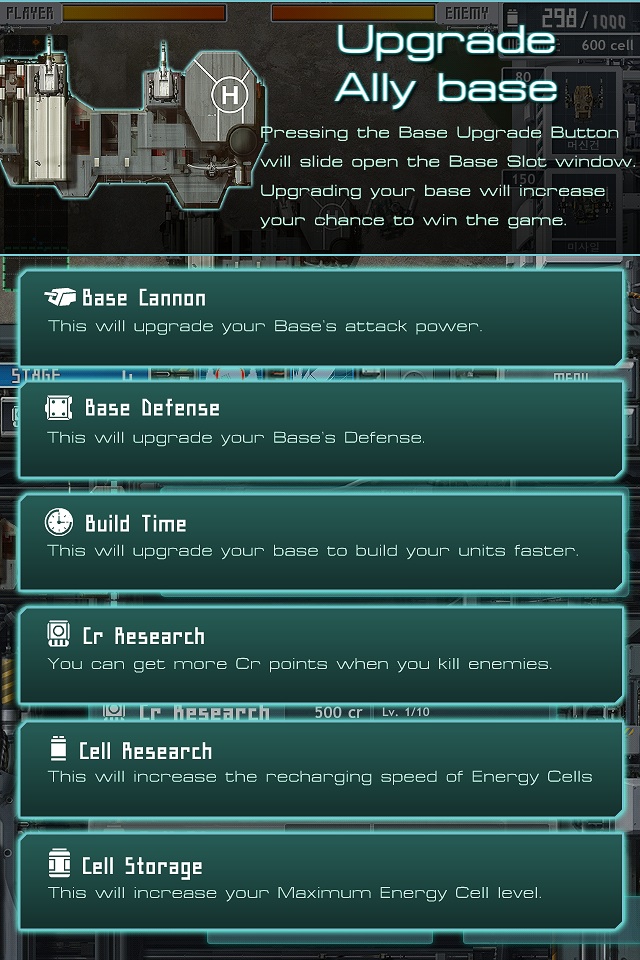 PLAYER
ENEMY
298/1000
600 cell
Upgrade
Ally base
80
머신건
Pressing the Base Upgrade Button
will slide open the Base Slot window.
150
Upgrading your base will increase
your chance to win the game.
미사일
Base Cannon
This will upgrade your Base's attack power.
STAGE
MENU
Base Defense
This will upgrade your Base's Defense.
Build Time
This will upgrade your base to build your units faster.
Cr Research
You can get more Cr points when you kill enemies.
Cr Research 500 cr Lv. 1/10
Cell Research
This will increase the recharging speed of Energy Cells
Cell Storage
This will increase your Maximum Energy Cell level.